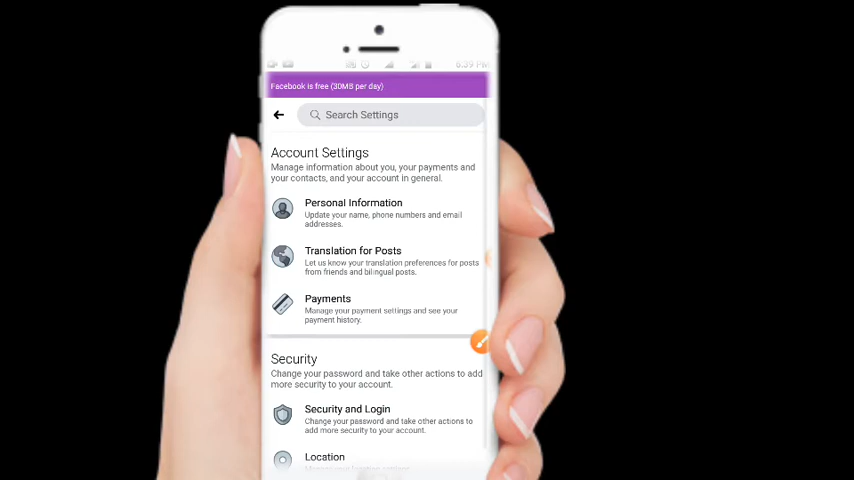 6:39 PM
Facebook is free (30MB per day)
Search Settings
Account Settings
Manage information about you, your payments and
your contacts, and your account in general.
Personal Information
Update your name, phone numbers and email
addresses.
Translation for Posts
Let us know your translation preferences for posts
from friends and bilingual posts.
Payments
Manage your payment settings and see your
payment history.
Security
Change your password and take other actions to add
more security to your account.
Security and Login
Change your password and take other actions to
add more security to your account.
Location